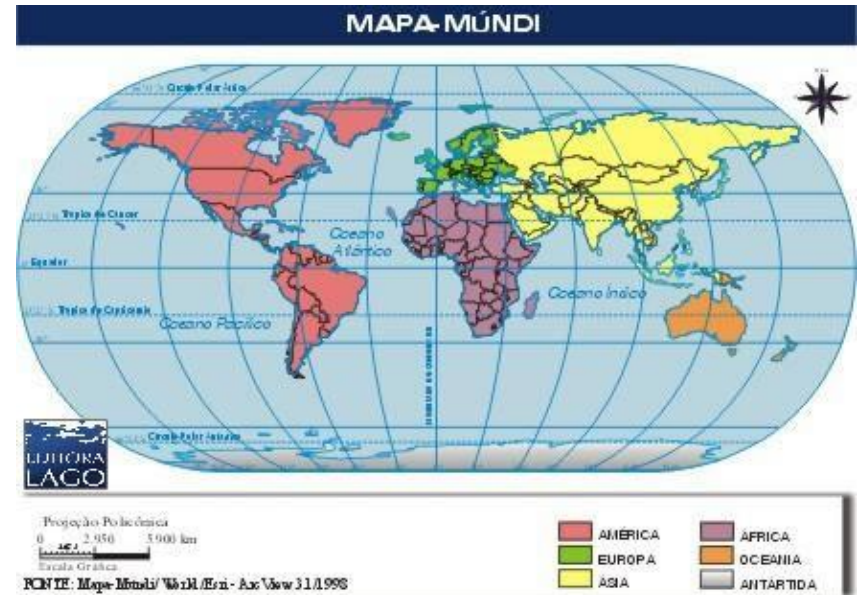 MAPA-MÚNDI
Círculo Polar Ártico
Trópico de Câncer
Oceano
Atlântico
Equador
Oceano Índico
Trópico de Capricórnio
Oceano Pacífico
Círculo Polar Antártico
EDITORA
LAGO
Projeção Policônica
0 2.950 5.900 km
Escala Gráfica
FONTE: Mapa-Mundi/ World /Esri - Arc View 3.1/1998
AMÉRICA
EUROPA
ÁSIA
ÁFRICA
OCEANIA
ANTÁRTIDA